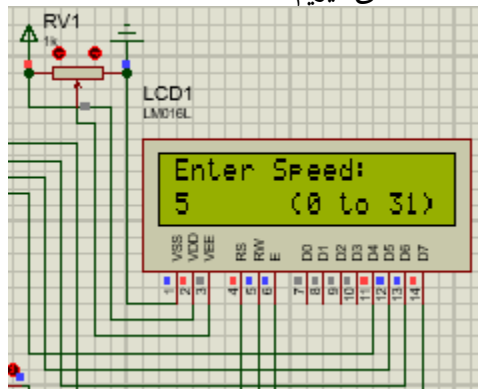 RV1
1k
LCD1
LM016L
Enter Speed:
5 (0 to 31)
VSS VDD VEE RS RW E D0 D1 D2 D3 D4 D5 D6 D7
1 2 3 4 5 6 7 8 9 10 11 12 13 14